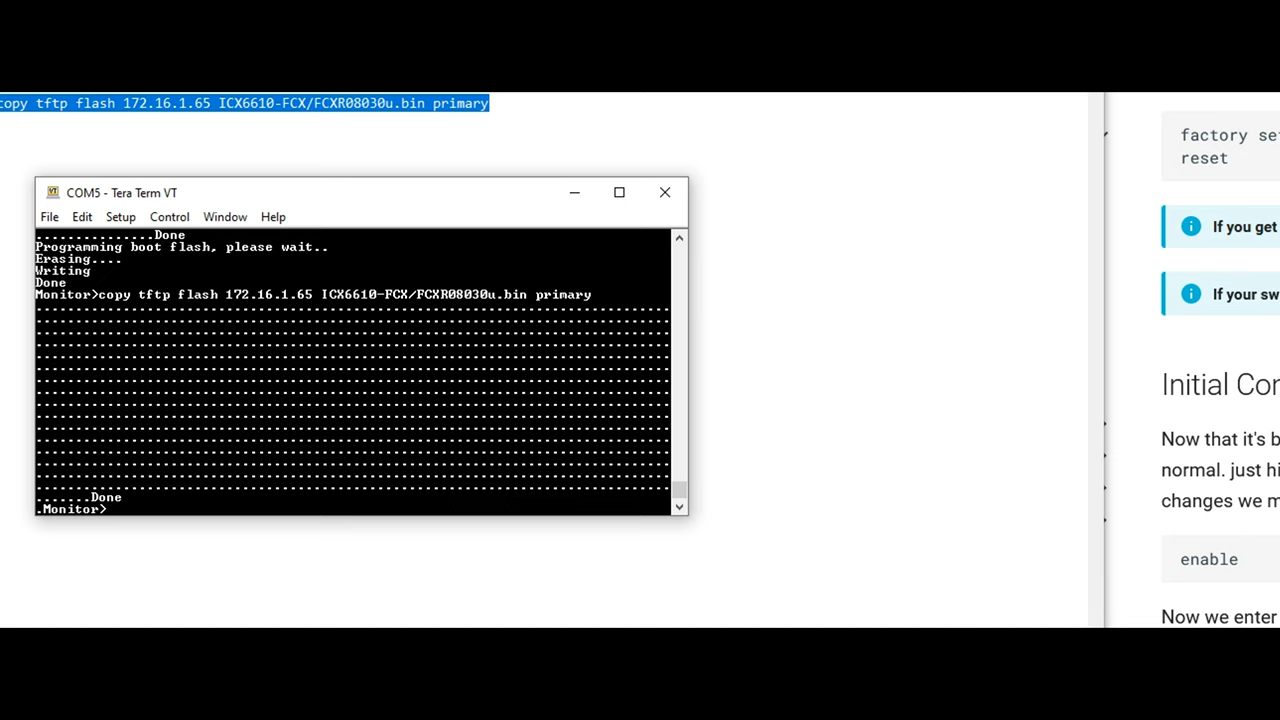 copy tftp flash 172.16.1.65 ICX6610-FCX/FCXR08030u.bin primary
COM5 - Tera Term VT
File Edit Setup Control Window Help
...............Done
Programming boot flash, please wait..
Erasing....
Writing
Done
Monitor>copy tftp flash 172.16.1.65 ICX6610-FCX/FCXR08030u.bin primary
.......Done
.Monitor>
factory set
reset
If you get
If your sw
Initial Con
Now that it's b
normal. just hi
changes we m
enable
Now we enter